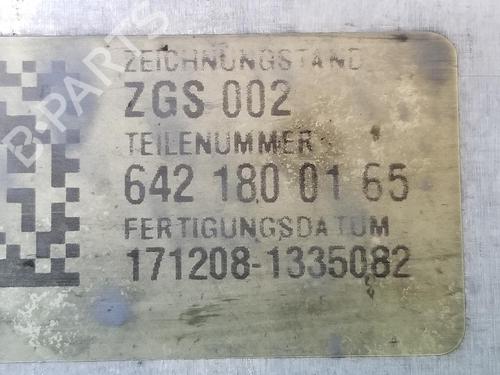 ZEICHNUNGSTAND
ZGS 002
TEILENUMMER
642 180 01 65
FERTIGUNGSDATUM
171208-1335082
B-PARTS